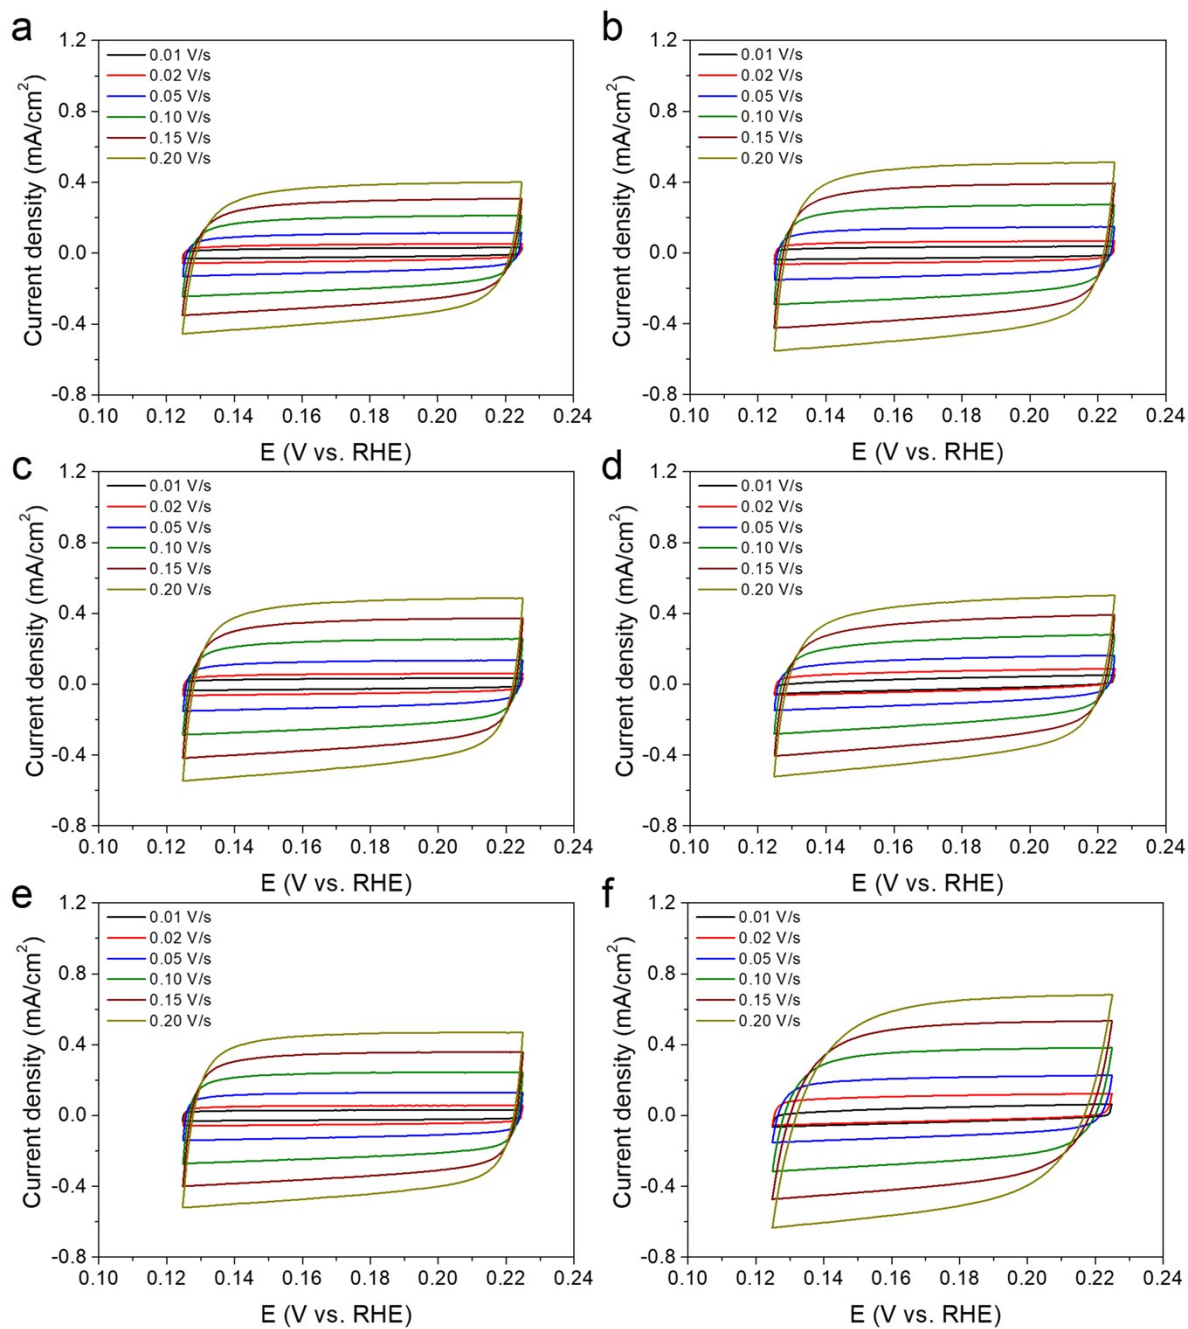 a
1.2
0.8
0.4
0.0
-0.4
-0.8
Current density (mA/cm²)
0.01 V/s
0.02 V/s
0.05 V/s
0.10 V/s
0.15 V/s
0.20 V/s
0.10 0.12 0.14 0.16 0.18 0.20 0.22 0.24
E (V vs. RHE)
b
1.2
0.8
0.4
0.0
-0.4
-0.8
Current density (mA/cm²)
0.01 V/s
0.02 V/s
0.05 V/s
0.10 V/s
0.15 V/s
0.20 V/s
0.10 0.12 0.14 0.16 0.18 0.20 0.22 0.24
E (V vs. RHE)
c
1.2
0.8
0.4
0.0
-0.4
-0.8
Current density (mA/cm²)
0.01 V/s
0.02 V/s
0.05 V/s
0.10 V/s
0.15 V/s
0.20 V/s
0.10 0.12 0.14 0.16 0.18 0.20 0.22 0.24
E (V vs. RHE)
d
1.2
0.8
0.4
0.0
-0.4
-0.8
Current density (mA/cm²)
0.01 V/s
0.02 V/s
0.05 V/s
0.10 V/s
0.15 V/s
0.20 V/s
0.10 0.12 0.14 0.16 0.18 0.20 0.22 0.24
E (V vs. RHE)
e
1.2
0.8
0.4
0.0
-0.4
-0.8
Current density (mA/cm²)
0.01 V/s
0.02 V/s
0.05 V/s
0.10 V/s
0.15 V/s
0.20 V/s
0.10 0.12 0.14 0.16 0.18 0.20 0.22 0.24
E (V vs. RHE)
f
1.2
0.8
0.4
0.0
-0.4
-0.8
Current density (mA/cm²)
0.01 V/s
0.02 V/s
0.05 V/s
0.10 V/s
0.15 V/s
0.20 V/s
0.10 0.12 0.14 0.16 0.18 0.20 0.22 0.24
E (V vs. RHE)